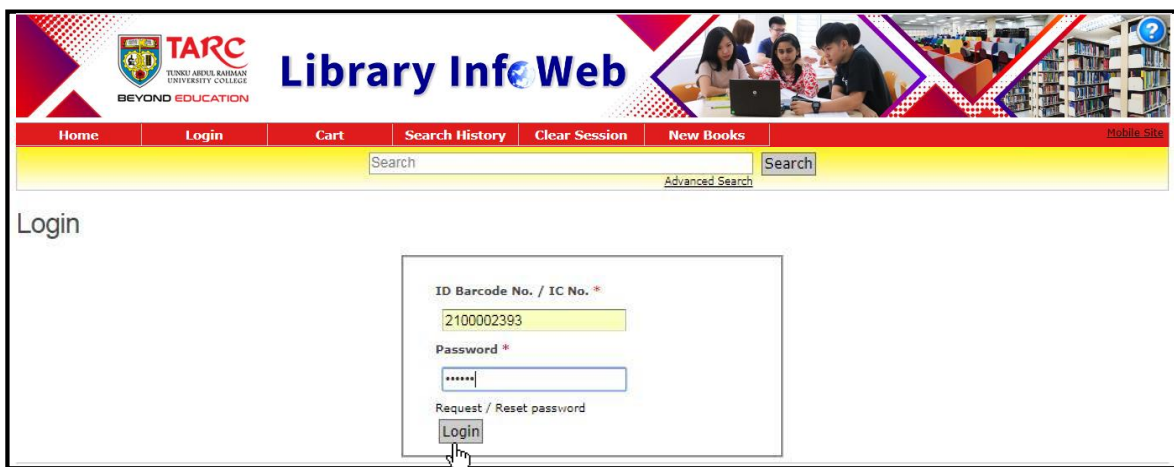 TARC
TUNKU ABDUL RAHMAN
UNIVERSITY COLLEGE
BEYOND EDUCATION
Library InfoWeb
?
Home Login Cart Search History Clear Session New Books Mobile Site
Search Search
Advanced Search
Login
ID Barcode No. / IC No. *
2100002393
Password *
••••••
Request / Reset password
Login